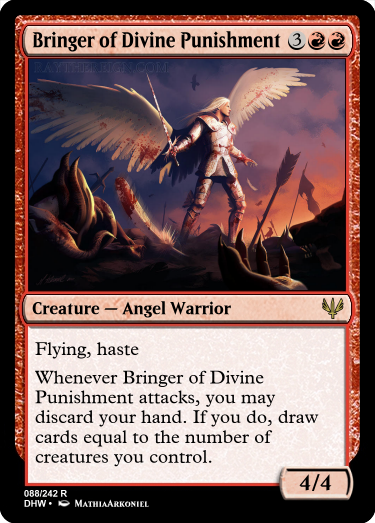 Bringer of Divine Punishment 3
Creature — Angel Warrior
Flying, haste
Whenever Bringer of Divine
Punishment attacks, you may
discard your hand. If you do, draw
cards equal to the number of
creatures you control.
4/4
088/242 R
DHW • MathiaArkoniel